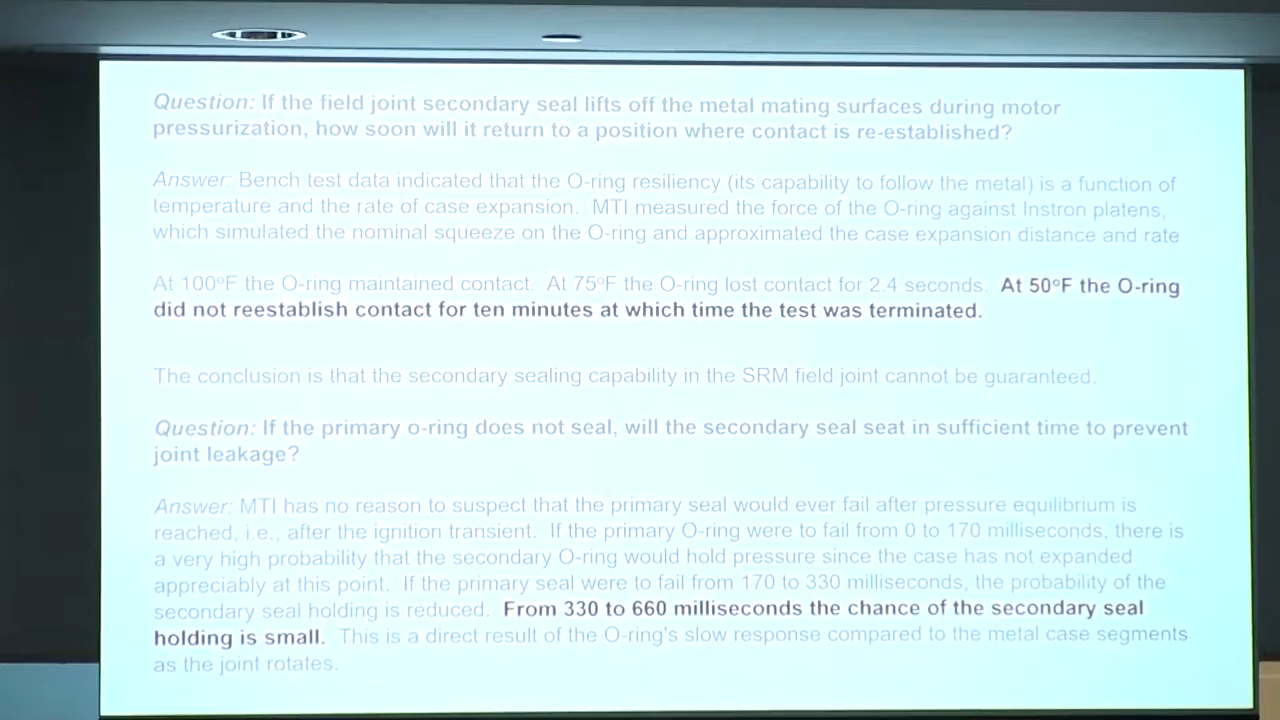 Question: If the field joint secondary seal lifts off the metal mating surfaces during motor
pressurization, how soon will it return to a position where contact is re-established?
Answer: Bench test data indicated that the O-ring resiliency (its capability to follow the metal) is a function of
temperature and the rate of case expansion. MTI measured the force of the O-ring against Instron platens,
which simulated the nominal squeeze on the O-ring and approximated the case expansion distance and rate
At 100ºF the O-ring maintained contact. At 75ºF the O-ring lost contact for 2.4 seconds. At 50ºF the O-ring
did not reestablish contact for ten minutes at which time the test was terminated.
The conclusion is that the secondary sealing capability in the SRM field joint cannot be guaranteed.
Question: If the primary o-ring does not seal, will the secondary seal seat in sufficient time to prevent
joint leakage?
Answer: MTI has no reason to suspect that the primary seal would ever fail after pressure equilibrium is
reached, i.e., after the ignition transient. If the primary O-ring were to fail from 0 to 170 milliseconds, there is
a very high probability that the secondary O-ring would hold pressure since the case has not expanded
appreciably at this point. If the primary seal were to fail from 170 to 330 milliseconds, the probability of the
secondary seal holding is reduced. From 330 to 660 milliseconds the chance of the secondary seal
holding is small. This is a direct result of the O-ring's slow response compared to the metal case segments
as the joint rotates.